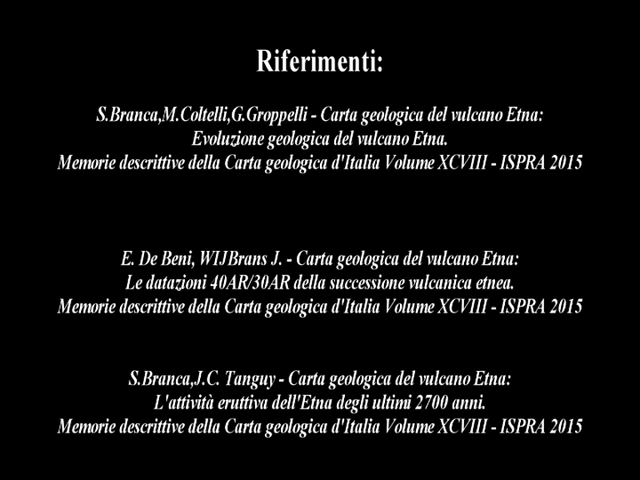 Riferimenti:
S.Branca,M.Coltelli,G.Groppelli - Carta geologica del vulcano Etna:
Evoluzione geologica del vulcano Etna.
Memorie descrittive della Carta geologica d'Italia Volume XCVIII - ISPRA 2015
E. De Beni, WIJBrans J. - Carta geologica del vulcano Etna:
Le datazioni 40AR/30AR della successione vulcanica etnea.
Memorie descrittive della Carta geologica d'Italia Volume XCVIII - ISPRA 2015
S.Branca,J.C. Tanguy - Carta geologica del vulcano Etna:
L'attività eruttiva dell'Etna degli ultimi 2700 anni.
Memorie descrittive della Carta geologica d'Italia Volume XCVIII - ISPRA 2015